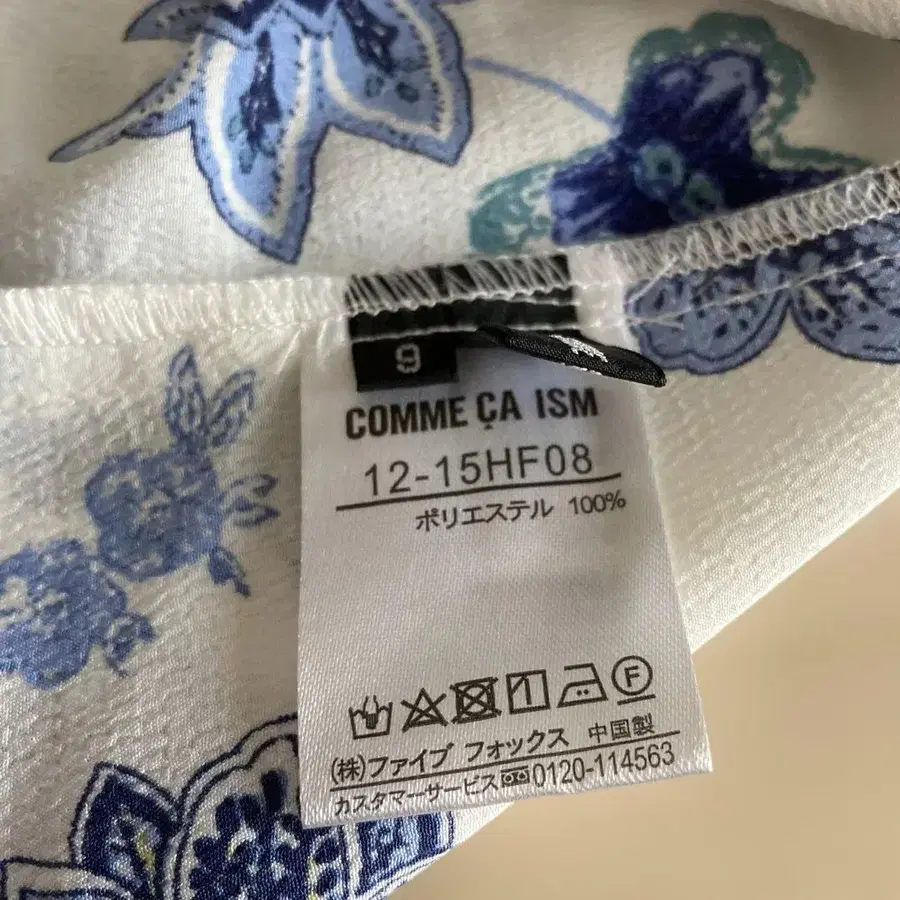 9
COMME ÇA ISM
12-15HF08
ポリエステル 100%
F
(株)ファイブ フォックス 中国製
カスタマーサービス 0120-114563